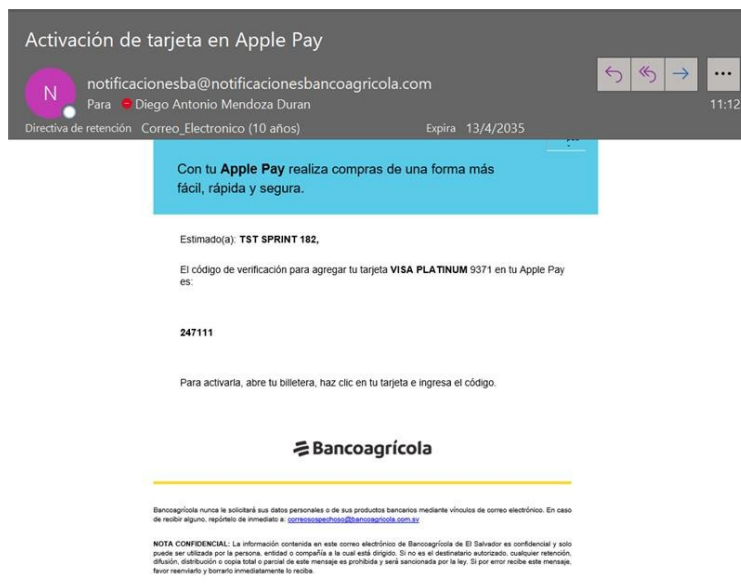 Activación de tarjeta en Apple Pay
N
notificacionesba@notificacionesbancoagricola.com
Para Diego Antonio Mendoza Duran
11:12
Directiva de retención Correo_Electronico (10 años) Expira 13/4/2035
Con tu Apple Pay realiza compras de una forma más
fácil, rápida y segura.
Estimado(a): TST SPRINT 182,
El código de verificación para agregar tu tarjeta VISA PLATINUM 9371 en tu Apple Pay
es:
247111
Para activarla, abre tu billetera, haz clic en tu tarjeta e ingresa el código.
Bancoagrícola
Bancoagrícola nunca le solicitará sus datos personales o de sus productos bancarios mediante vínculos de correo electrónico. En caso
de recibir alguno, repórtelo de inmediato a: correosospechoso@bancoagricola.com.sv
NOTA CONFIDENCIAL: La información contenida en este correo electrónico de Bancoagrícola de El Salvador es confidencial y solo
puede ser utilizada por la persona, entidad o compañía a la cual está dirigido. Si no es el destinatario autorizado, cualquier retención,
difusión, distribución o copia total o parcial de este mensaje es prohibida y será sancionada por la ley. Si por error recibe este mensaje,
favor reenviarlo y borrarlo inmediatamente lo reciba.